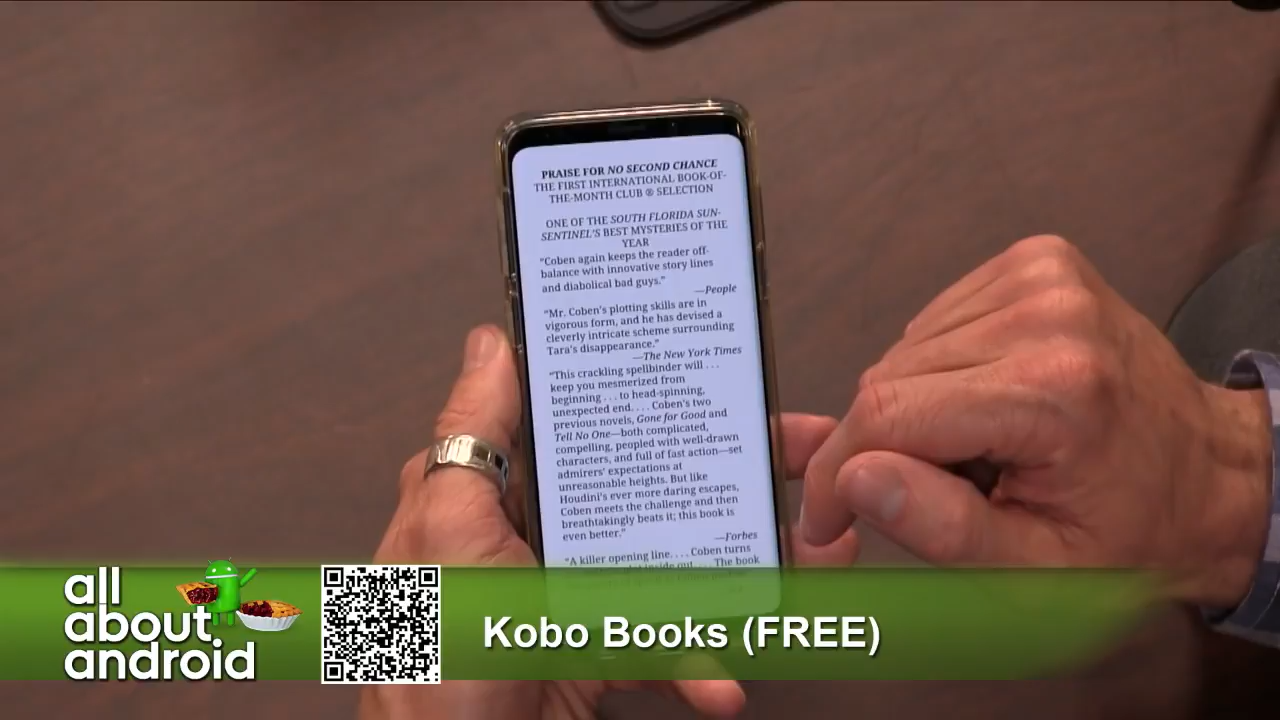 PRAISE FOR NO SECOND CHANCE
THE FIRST INTERNATIONAL BOOK-OF-
THE-MONTH CLUB ® SELECTION
ONE OF THE SOUTH FLORIDA SUN-
SENTINEL'S BEST MYSTERIES OF THE
YEAR
“Coben again keeps the reader off-
balance with innovative story lines
and diabolical bad guys.”
—People
“Mr. Coben's plotting skills are in
vigorous form, and he has devised a
cleverly intricate scheme surrounding
Tara's disappearance.”
—The New York Times
“This crackling spellbinder will . . .
keep you mesmerized from
beginning . . . to head-spinning,
unexpected end. . . . Coben's two
previous novels, Gone for Good and
Tell No One—both complicated,
compelling, peopled with well-drawn
characters, and full of fast action—set
admirers' expectations at
unreasonable heights. But like
Houdini's ever more daring escapes,
Coben meets the challenge and then
breathtakingly beats it; this book is
even better.”
—Forbes
“A killer opening line. . . . Coben turns
inside out. . . . The book
all
about
android
Kobo Books (FREE)